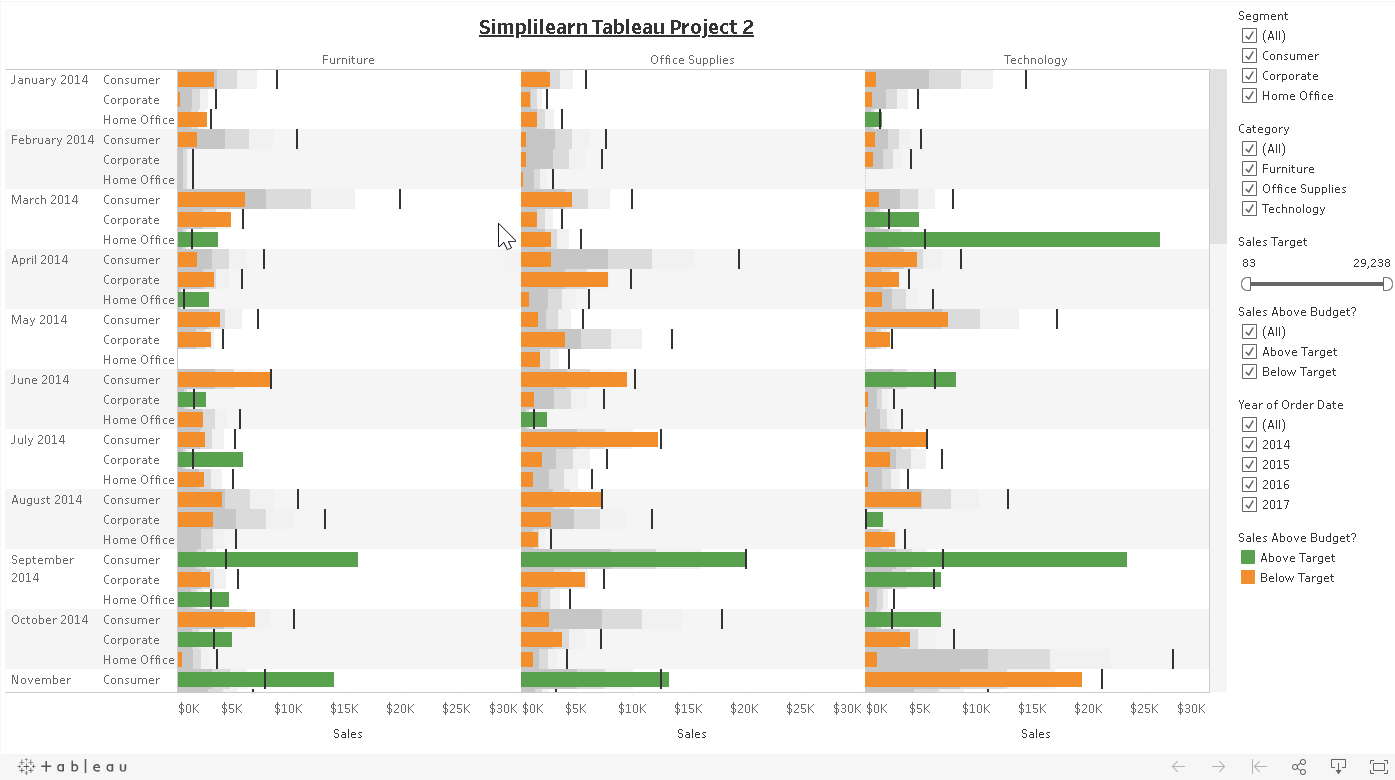 Simplilearn Tableau Project 2
Furniture Office Supplies Technology
January 2014 Consumer
Corporate
Home Office
February 2014 Consumer
Corporate
Home Office
March 2014 Consumer
Corporate
Home Office
April 2014 Consumer
Corporate
Home Office
May 2014 Consumer
Corporate
Home Office
June 2014 Consumer
Corporate
Home Office
July 2014 Consumer
Corporate
Home Office
August 2014 Consumer
Corporate
Home Office
September Consumer
2014 Corporate
Home Office
October 2014 Consumer
Corporate
Home Office
November Consumer
$0K $5K $10K $15K $20K $25K $30K $0K $5K $10K $15K $20K $25K $30K $0K $5K $10K $15K $20K $25K $30K
Sales Sales Sales
Segment
(All)
Consumer
Corporate
Home Office
Category
(All)
Furniture
Office Supplies
Technology
Sales Target
83 29,238
Sales Above Budget?
(All)
Above Target
Below Target
Year of Order Date
(All)
2014
2015
2016
2017
Sales Above Budget?
Above Target
Below Target
+ a b l e a u